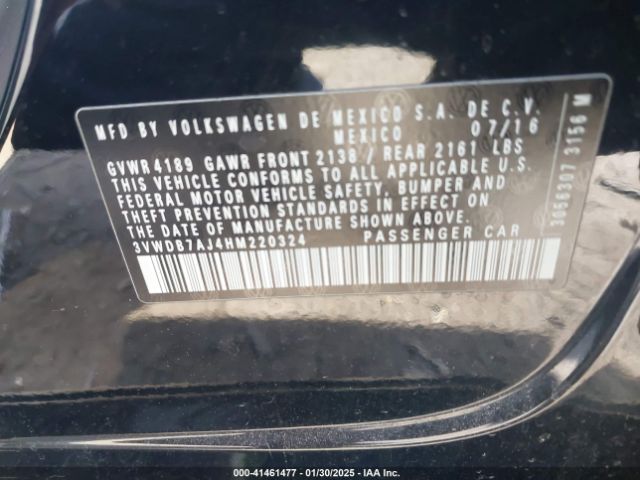 MFD BY VOLKSWAGEN DE MEXICO S.A. DE C.V.
MEXICO 07/16
GVWR 4189 GAWR FRONT 2138 / REAR 2161 LBS
THIS VEHICLE CONFORMS TO ALL APPLICABLE U.S.
FEDERAL MOTOR VEHICLE SAFETY, BUMPER AND
THEFT PREVENTION STANDARDS IN EFFECT ON
THE DATE OF MANUFACTURE SHOWN ABOVE.
3VWDB7AJ4HM220324 PASSENGER CAR
3056307 3156 M
000-41461477 - 01/30/2025 - IAA Inc.